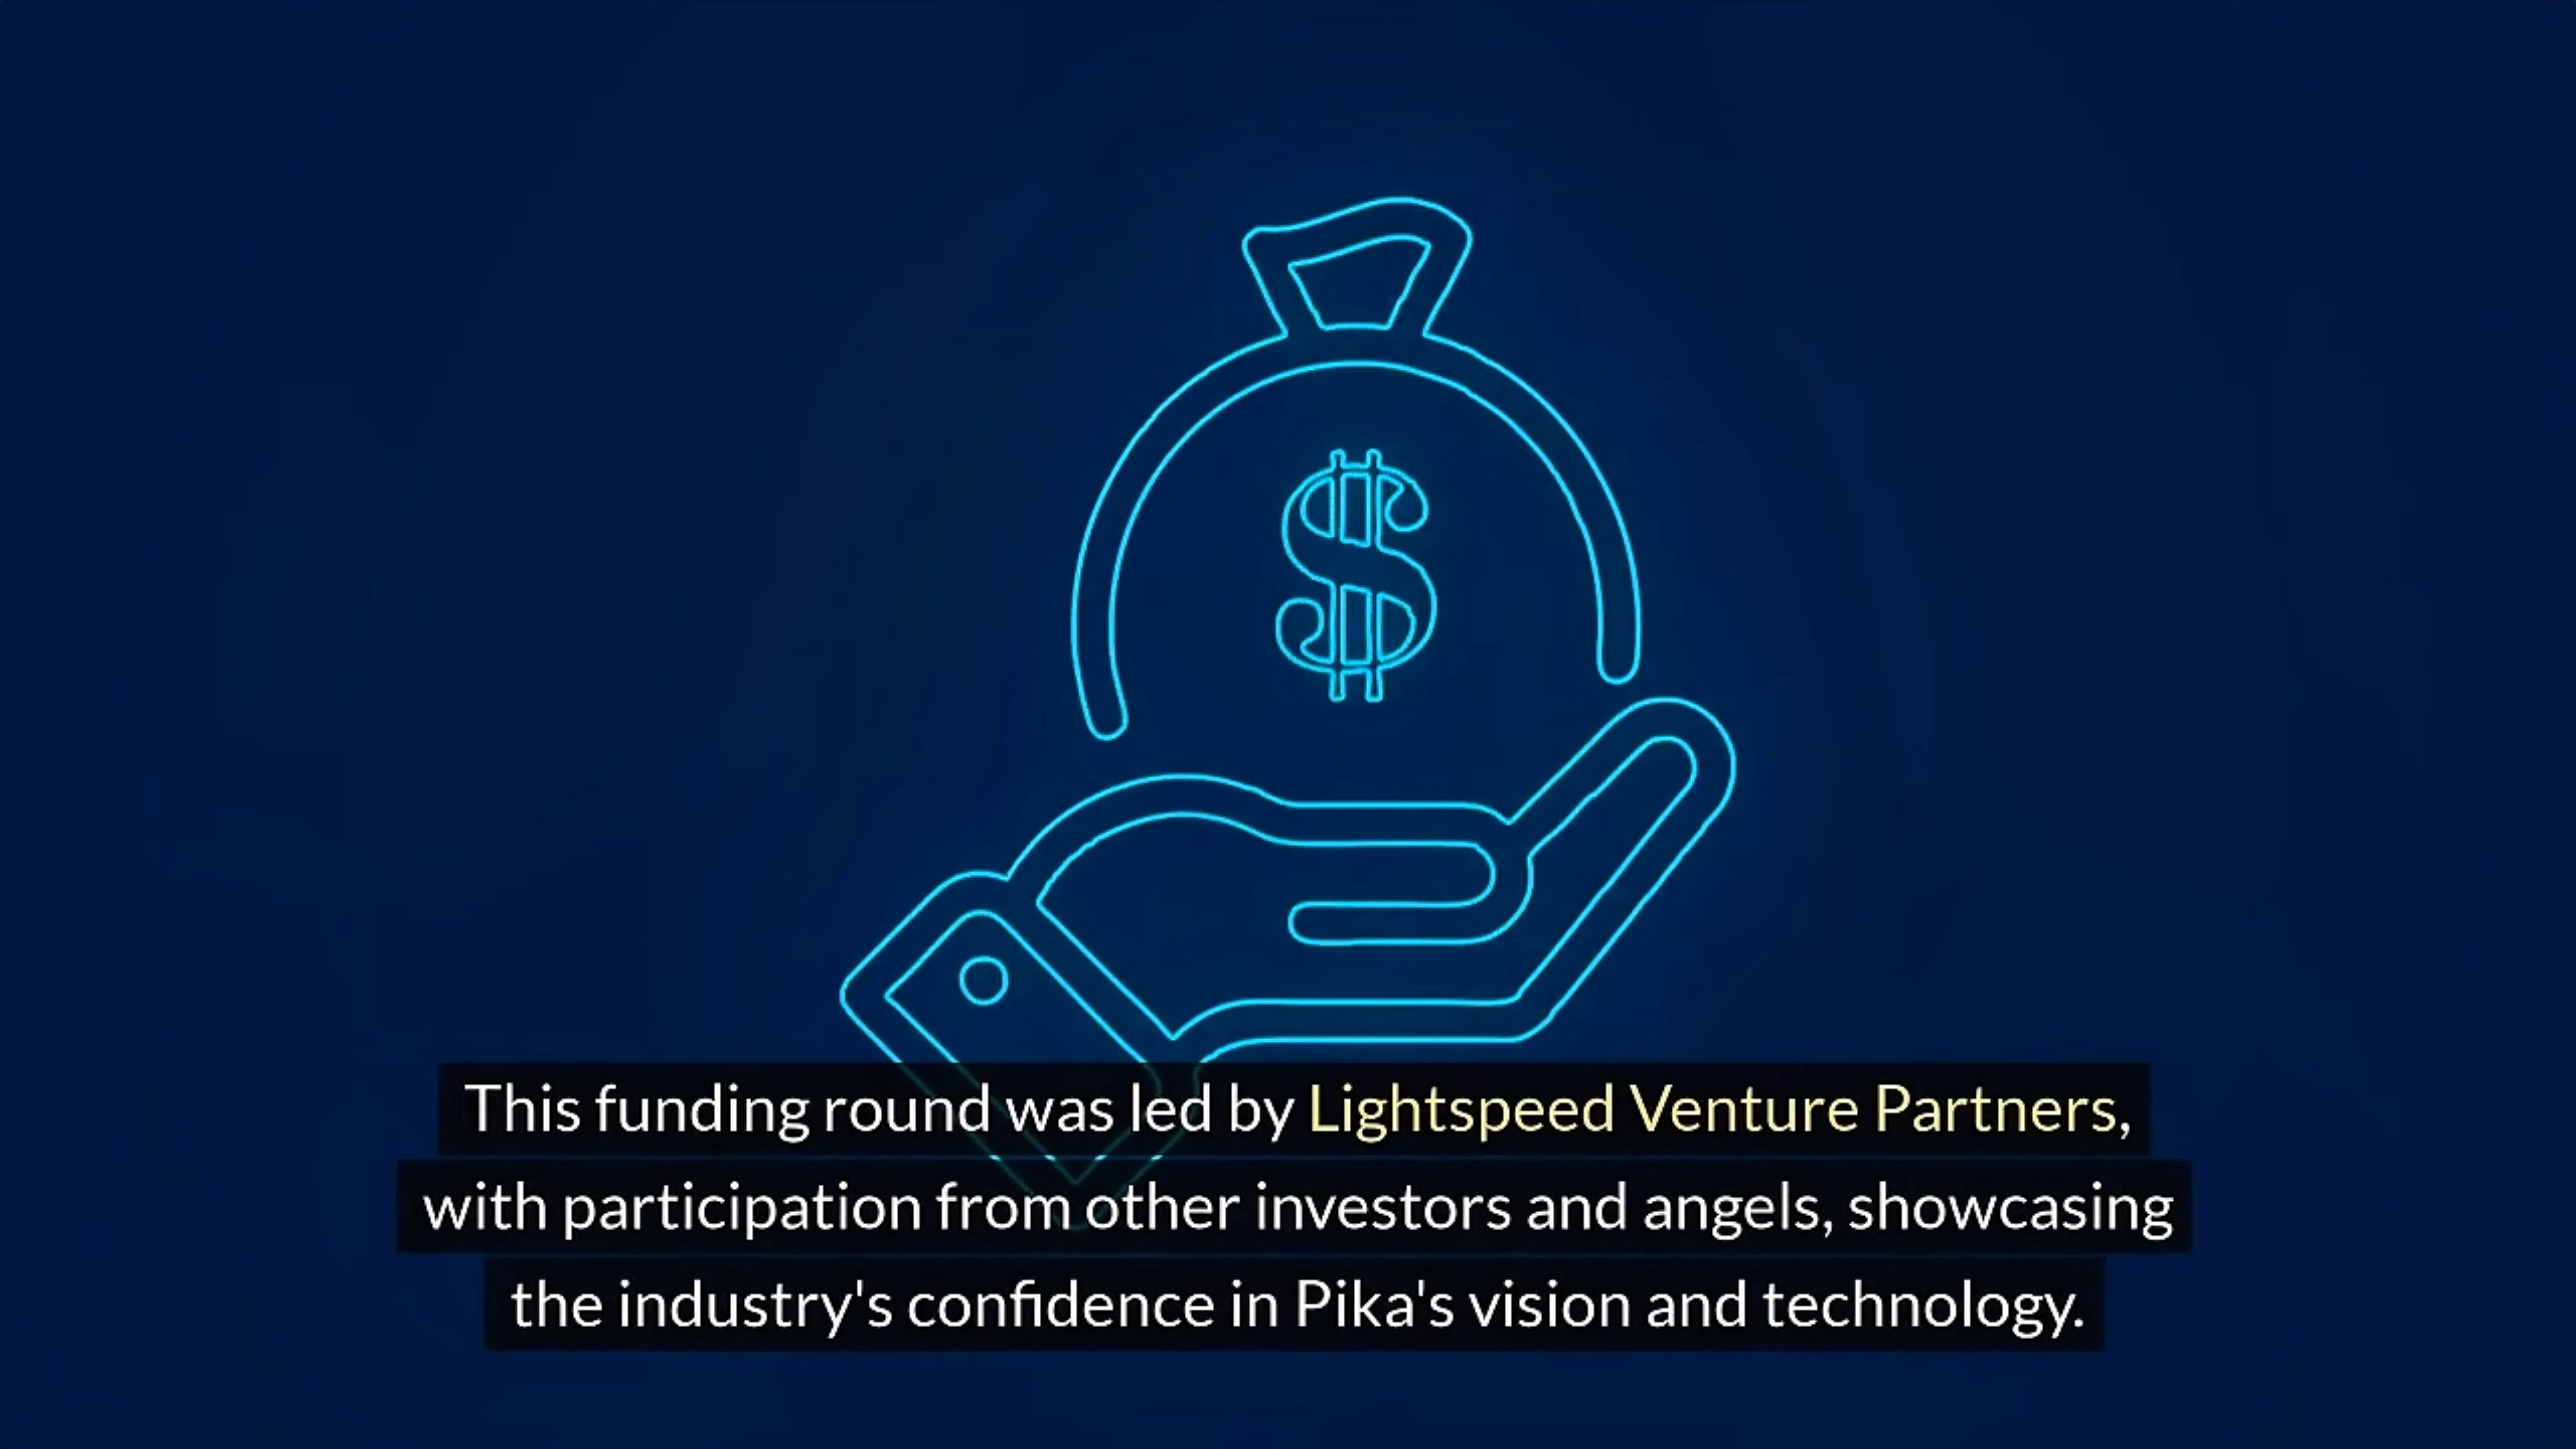 $
This funding round was led by Lightspeed Venture Partners,
with participation from other investors and angels, showcasing
the industry's confidence in Pika's vision and technology.